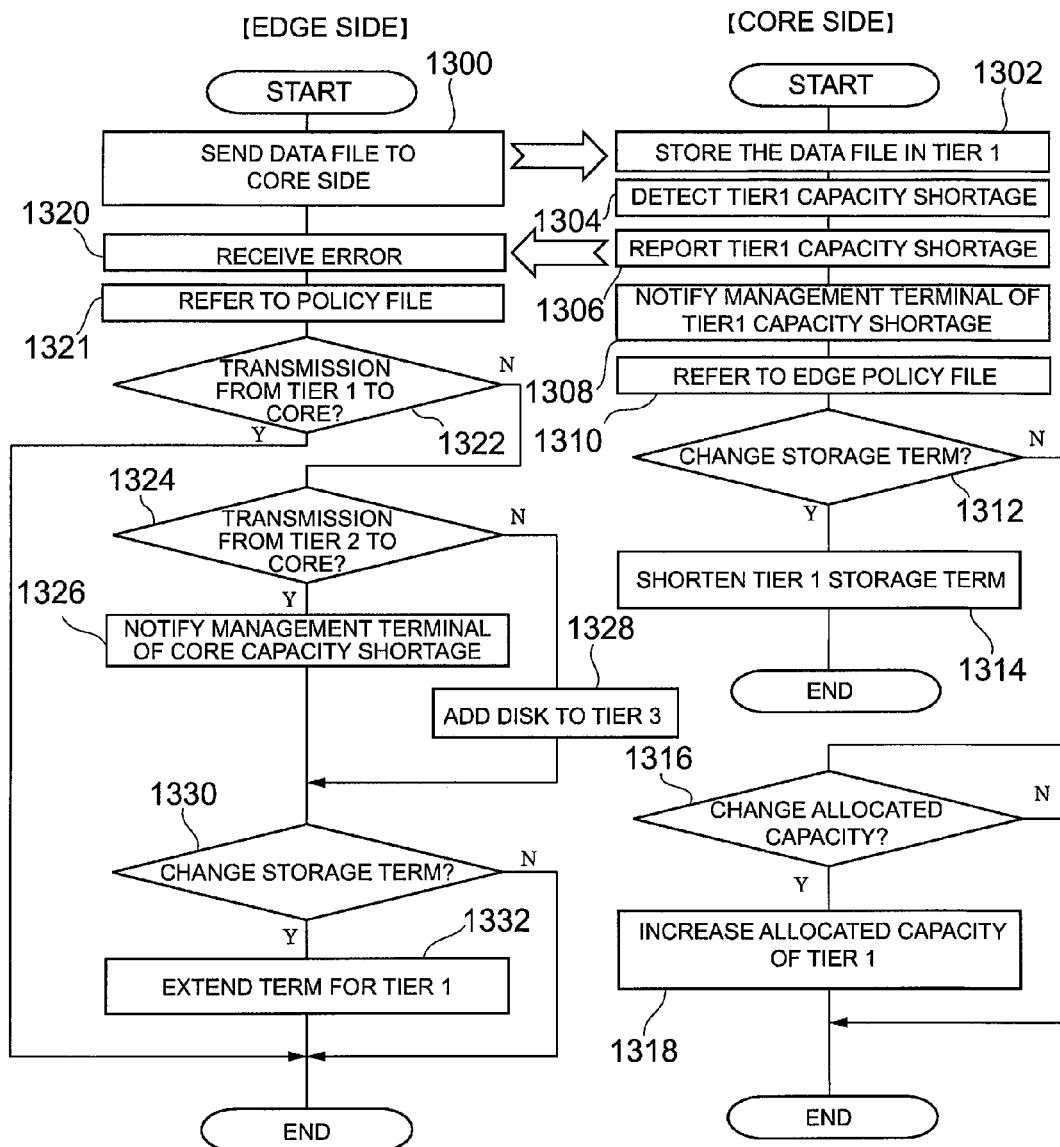 【EDGE SIDE】
START
1300
SEND DATA FILE TO
CORE SIDE
1320
RECEIVE ERROR
REFER TO POLICY FILE
1321
TRANSMISSION
FROM TIER 1 TO
CORE?
N
Y
1322
1324
TRANSMISSION
FROM TIER 2 TO
CORE?
N
Y
1326
NOTIFY MANAGEMENT TERMINAL
OF CORE CAPACITY SHORTAGE
1328
ADD DISK TO TIER 3
1330
CHANGE STORAGE TERM?
N
Y
1332
EXTEND TERM FOR TIER 1
END
【CORE SIDE】
START
1302
STORE THE DATA FILE IN TIER 1
DETECT TIER1 CAPACITY SHORTAGE
1304
REPORT TIER1 CAPACITY SHORTAGE
1306
NOTIFY MANAGEMENT TERMINAL OF
TIER1 CAPACITY SHORTAGE
1308
REFER TO EDGE POLICY FILE
1310
CHANGE STORAGE TERM?
N
1312
Y
SHORTEN TIER 1 STORAGE TERM
1314
END
1316
CHANGE ALLOCATED
CAPACITY?
N
Y
INCREASE ALLOCATED CAPACITY
OF TIER 1
1318
END